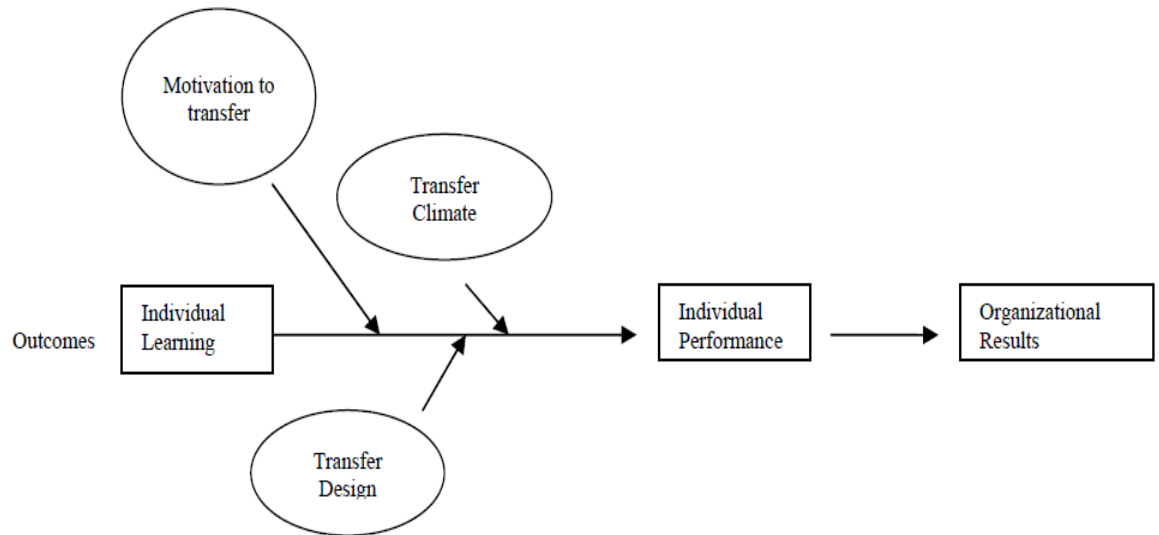 Motivation to
transfer
Transfer
Climate
Outcomes
Individual
Learning
Individual
Performance
Organizational
Results
Transfer
Design